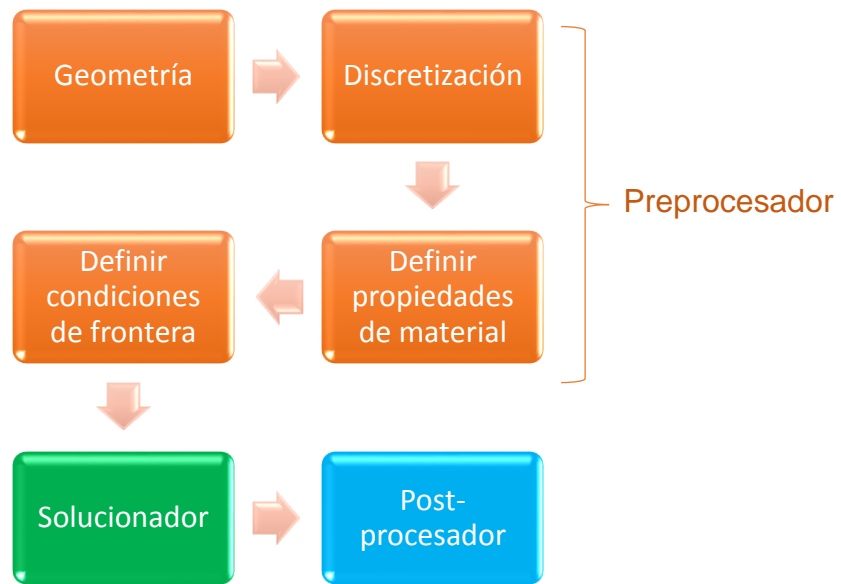 Geometría
Discretización
Preprocesador
Definir
condiciones
de frontera
Definir
propiedades
de material
Solucionador
Post-
procesador